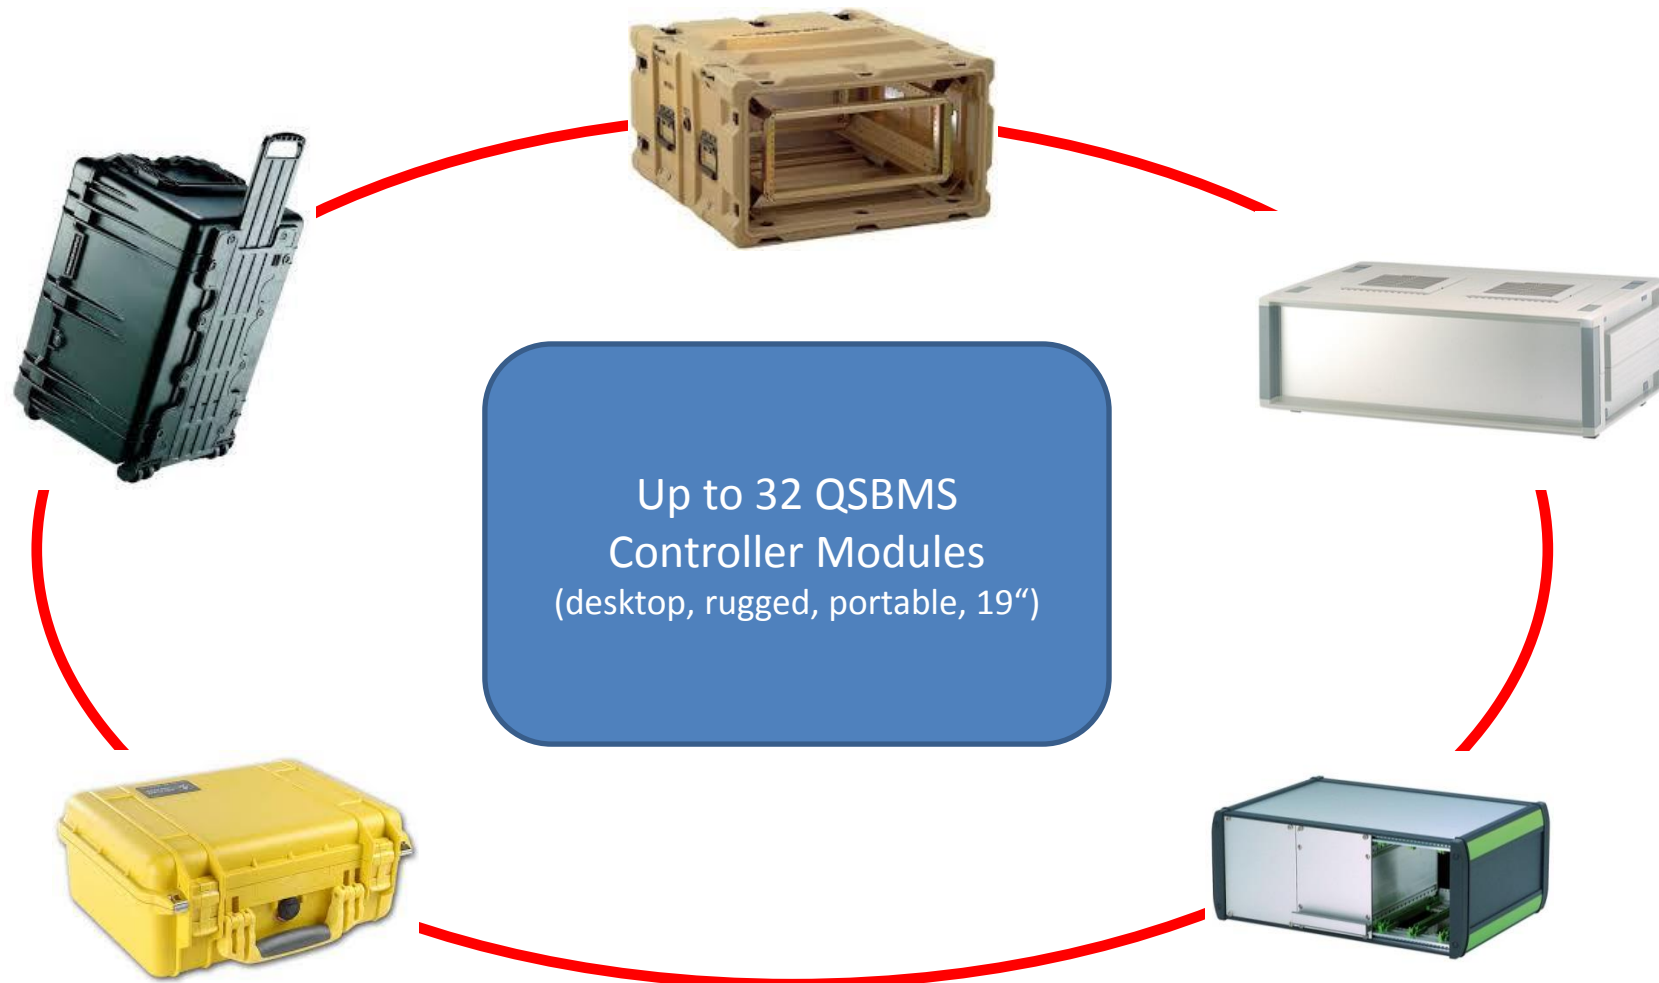 Up to 32 QSBMS
Controller Modules
(desktop, rugged, portable, 19“)